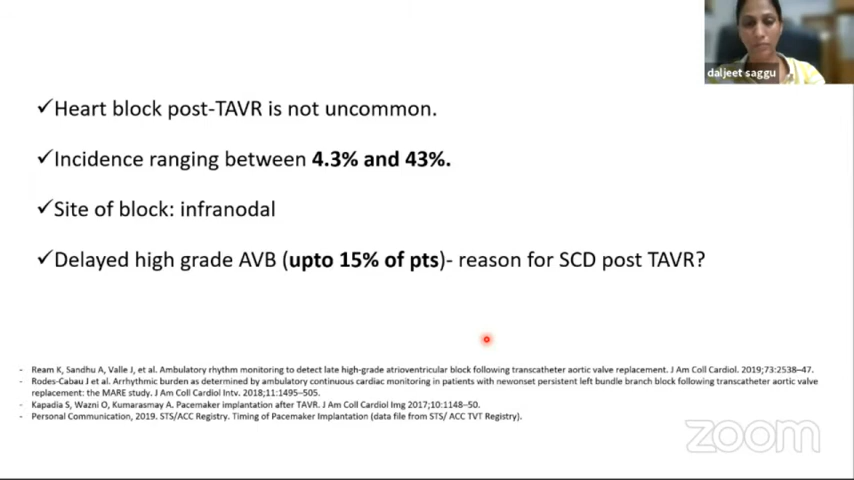 daljeet saggu
✓Heart block post-TAVR is not uncommon.
✓Incidence ranging between 4.3% and 43%.
✓Site of block: infranodal
✓Delayed high grade AVB (upto 15% of pts)- reason for SCD post TAVR?
- Ream K, Sandhu A, Valle J, et al. Ambulatory rhythm monitoring to detect late high-grade atrioventricular block following transcatheter aortic valve replacement. J Am Coll Cardiol. 2019;73:2538–47.
- Rodes-Cabau J et al. Arrhythmic burden as determined by ambulatory continuous cardiac monitoring in patients with newonset persistent left bundle branch block following transcatheter aortic valve
replacement: the MARE study. J Am Coll Cardiol Intv. 2018;11:1495–505.
- Kapadia S, Wazni O, Kumarasmay A. Pacemaker implantation after TAVR. J Am Coll Cardiol Img 2017;10:1148–50.
- Personal Communication, 2019. STS/ACC Registry. Timing of Pacemaker Implantation (data file from STS/ ACC TVT Registry).
zoom